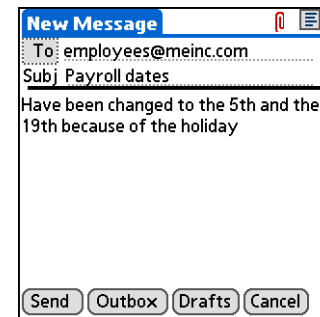 New Message
To employees@meinc.com
Subj Payroll dates
Have been changed to the 5th and the
19th because of the holiday
Send Outbox Drafts Cancel